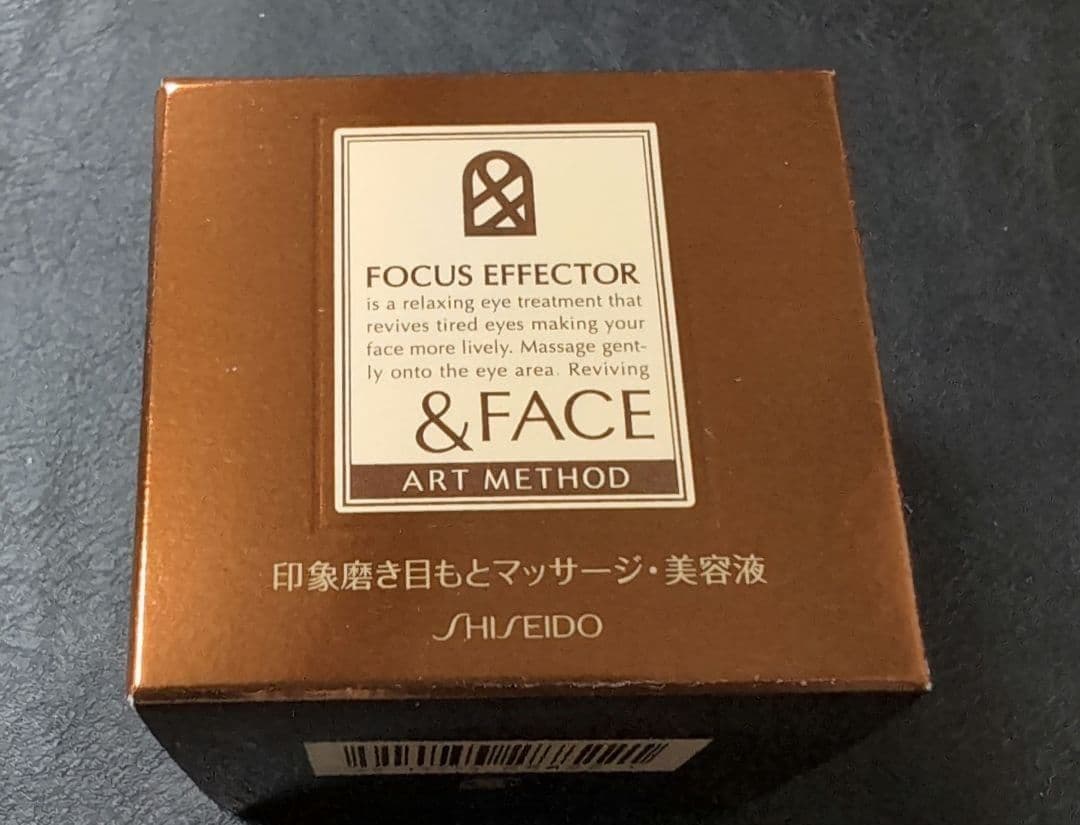 FOCUS EFFECTOR
is a relaxing eye treatment that
revives tired eyes making your
face more lively. Massage gent-
ly onto the eye area. Reviving
&FACE
ART METHOD
印象磨き目もとマッサージ・美容液
SHISEIDO